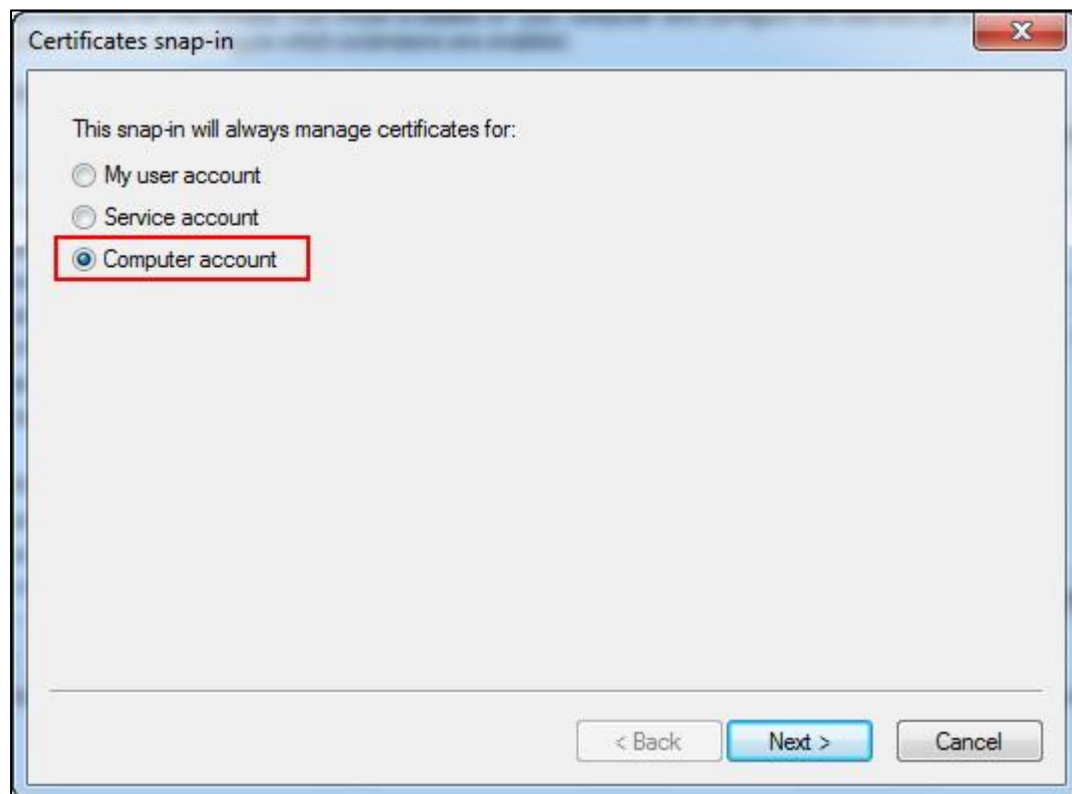 Certificates snap-in
This snap-in will always manage certificates for:
My user account
Service account
Computer account
< Back
Next >
Cancel